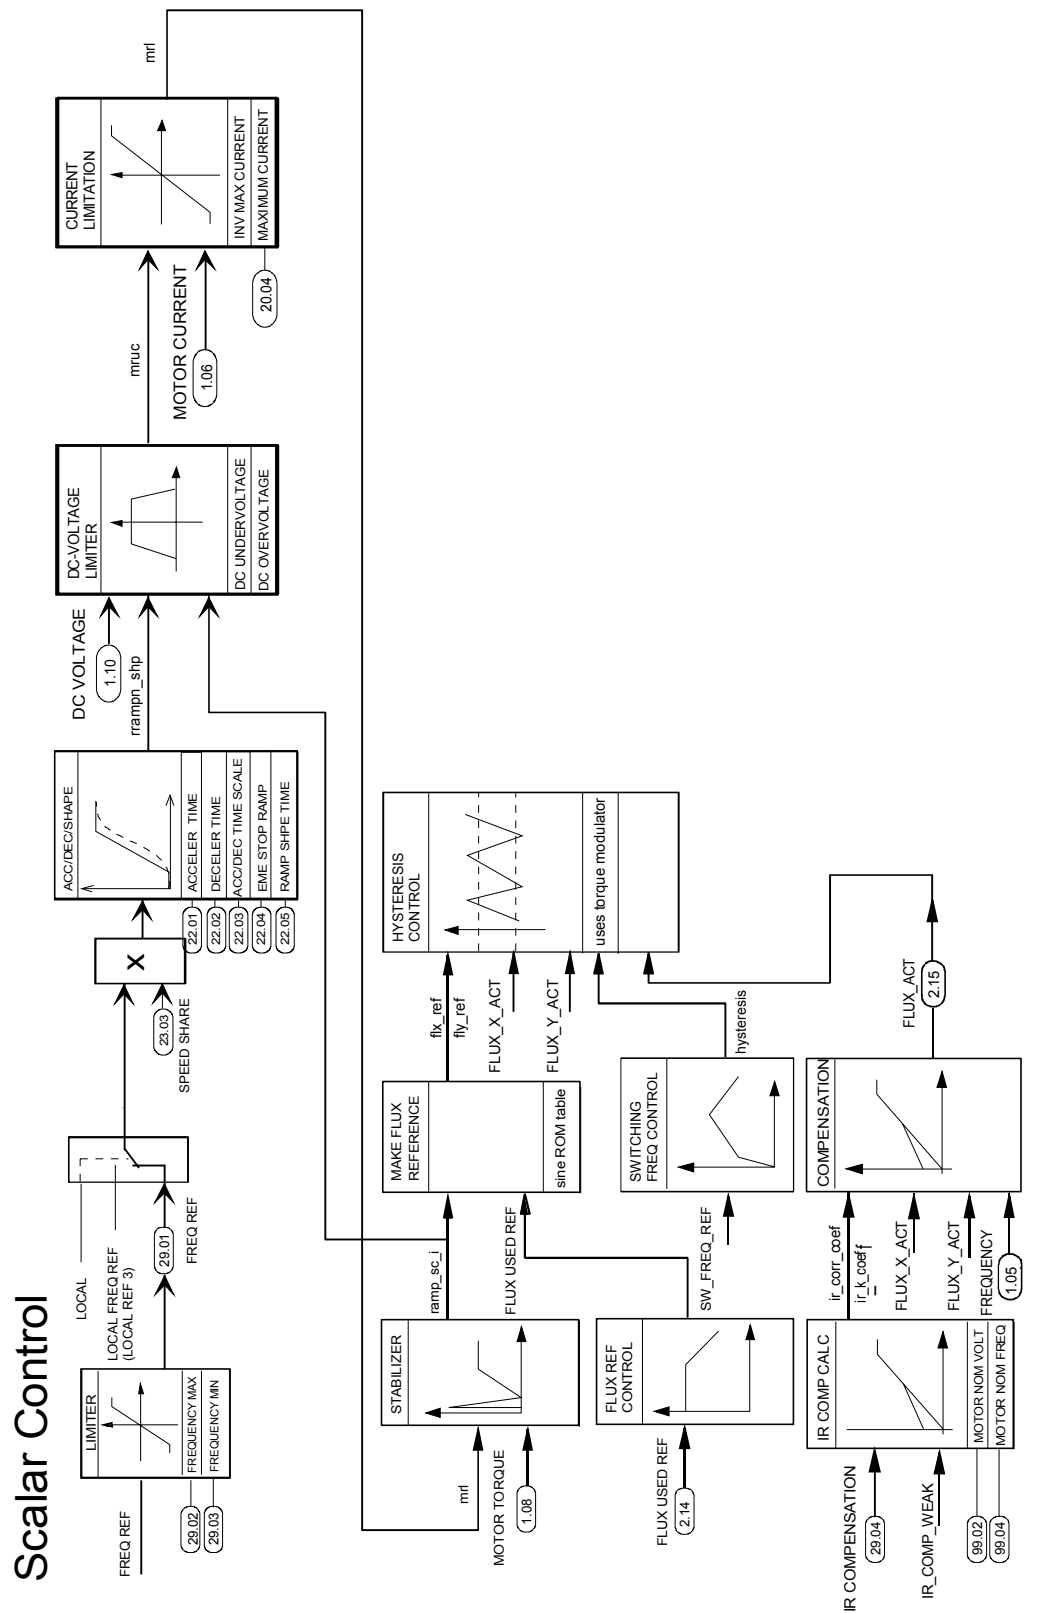 Scalar Control
FREQ REF
LIMITER
FREQUENCY MAX
FREQUENCY MIN
29.02
29.03
LOCAL
LOCAL FREQ REF
(LOCAL REF 3)
29.01
FREQ REF
X
23.03
SPEED SHARE
ACC/DEC/SHAPE
ACCELER TIME
DECELER TIME
ACC/DEC TIME SCALE
EME STOP RAMP
RAMP SHPE TIME
22.01
22.02
22.03
22.04
22.05
DC VOLTAGE
1.10
rrampn_shp
DC-VOLTAGE
LIMITER
DC UNDERVOLTAGE
DC OVERVOLTAGE
mruc
MOTOR CURRENT
1.06
20.04
CURRENT
LIMITATION
INV MAX CURRENT
MAXIMUM CURRENT
mrl
mrl
MOTOR TORQUE
1.08
STABILIZER
ramp_sc_i
FLUX USED REF
MAKE FLUX
REFERENCE
sine ROM table
flx_ref
fly_ref
FLUX_X_ACT
FLUX_Y_ACT
HYSTERESIS
CONTROL
uses torque modulator
FLUX USED REF
2.14
FLUX REF
CONTROL
SW_FREQ_REF
SWITCHING
FREQ CONTROL
hysteresis
IR COMPENSATION
29.04
IR_COMP_WEAK
99.02
99.04
IR COMP CALC
MOTOR NOM VOLT
MOTOR NOM FREQ
ir_corr_coef
ir_k_coeff
FLUX_X_ACT
FLUX_Y_ACT
FREQUENCY
1.05
COMPENSATION
FLUX_ACT
2.15